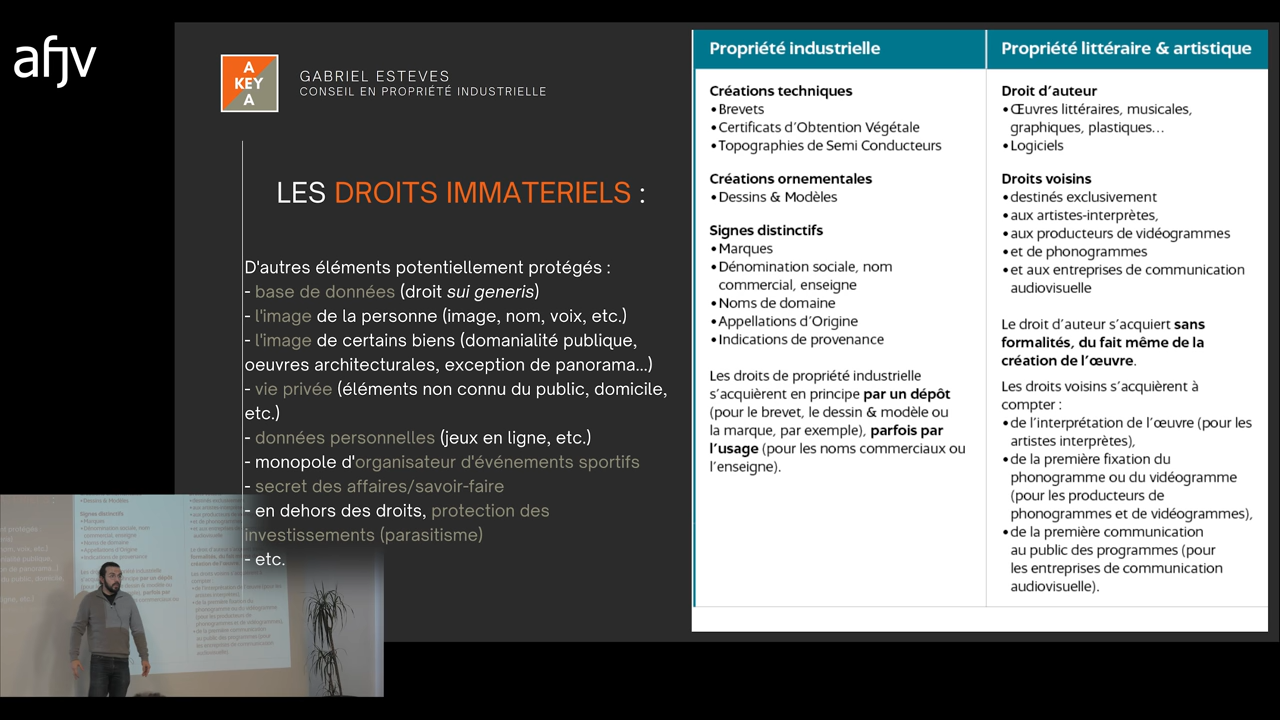 afjv
A
KEY
A
GABRIEL ESTEVES
CONSEIL EN PROPRIÉTÉ INDUSTRIELLE
LES DROITS IMMATERIELS :
D'autres éléments potentiellement protégés :
- base de données (droit sui generis)
- l'image de la personne (image, nom, voix, etc.)
- l'image de certains biens (domanialité publique,
oeuvres architecturales, exception de panorama...)
- vie privée (éléments non connu du public, domicile,
etc.)
- données personnelles (jeux en ligne, etc.)
- monopole d'organisateur d'événements sportifs
- secret des affaires/savoir-faire
- en dehors des droits, protection des
investissements (parasitisme)
- etc.
Propriété industrielle
Créations techniques
• Brevets
• Certificats d'Obtention Végétale
• Topographies de Semi Conducteurs
Créations ornementales
• Dessins & Modèles
Signes distinctifs
• Marques
• Dénomination sociale, nom
commercial, enseigne
• Noms de domaine
• Appellations d'Origine
• Indications de provenance
Les droits de propriété industrielle
s'acquièrent en principe par un dépôt
(pour le brevet, le dessin & modèle ou
la marque, par exemple), parfois par
l'usage (pour les noms commerciaux ou
l'enseigne).
Propriété littéraire & artistique
Droit d'auteur
• Œuvres littéraires, musicales,
graphiques, plastiques...
• Logiciels
Droits voisins
• destinés exclusivement
• aux artistes-interprètes,
• aux producteurs de vidéogrammes
• et de phonogrammes
• et aux entreprises de communication
audiovisuelle
Le droit d'auteur s'acquiert sans
formalités, du fait même de la
création de l'œuvre.
Les droits voisins s'acquièrent à
compter :
• de l'interprétation de l'œuvre (pour les
artistes interprètes),
• de la première fixation du
phonogramme ou du vidéogramme
(pour les producteurs de
phonogrammes et de vidéogrammes),
• de la première communication
au public des programmes (pour
les entreprises de communication
audiovisuelle).